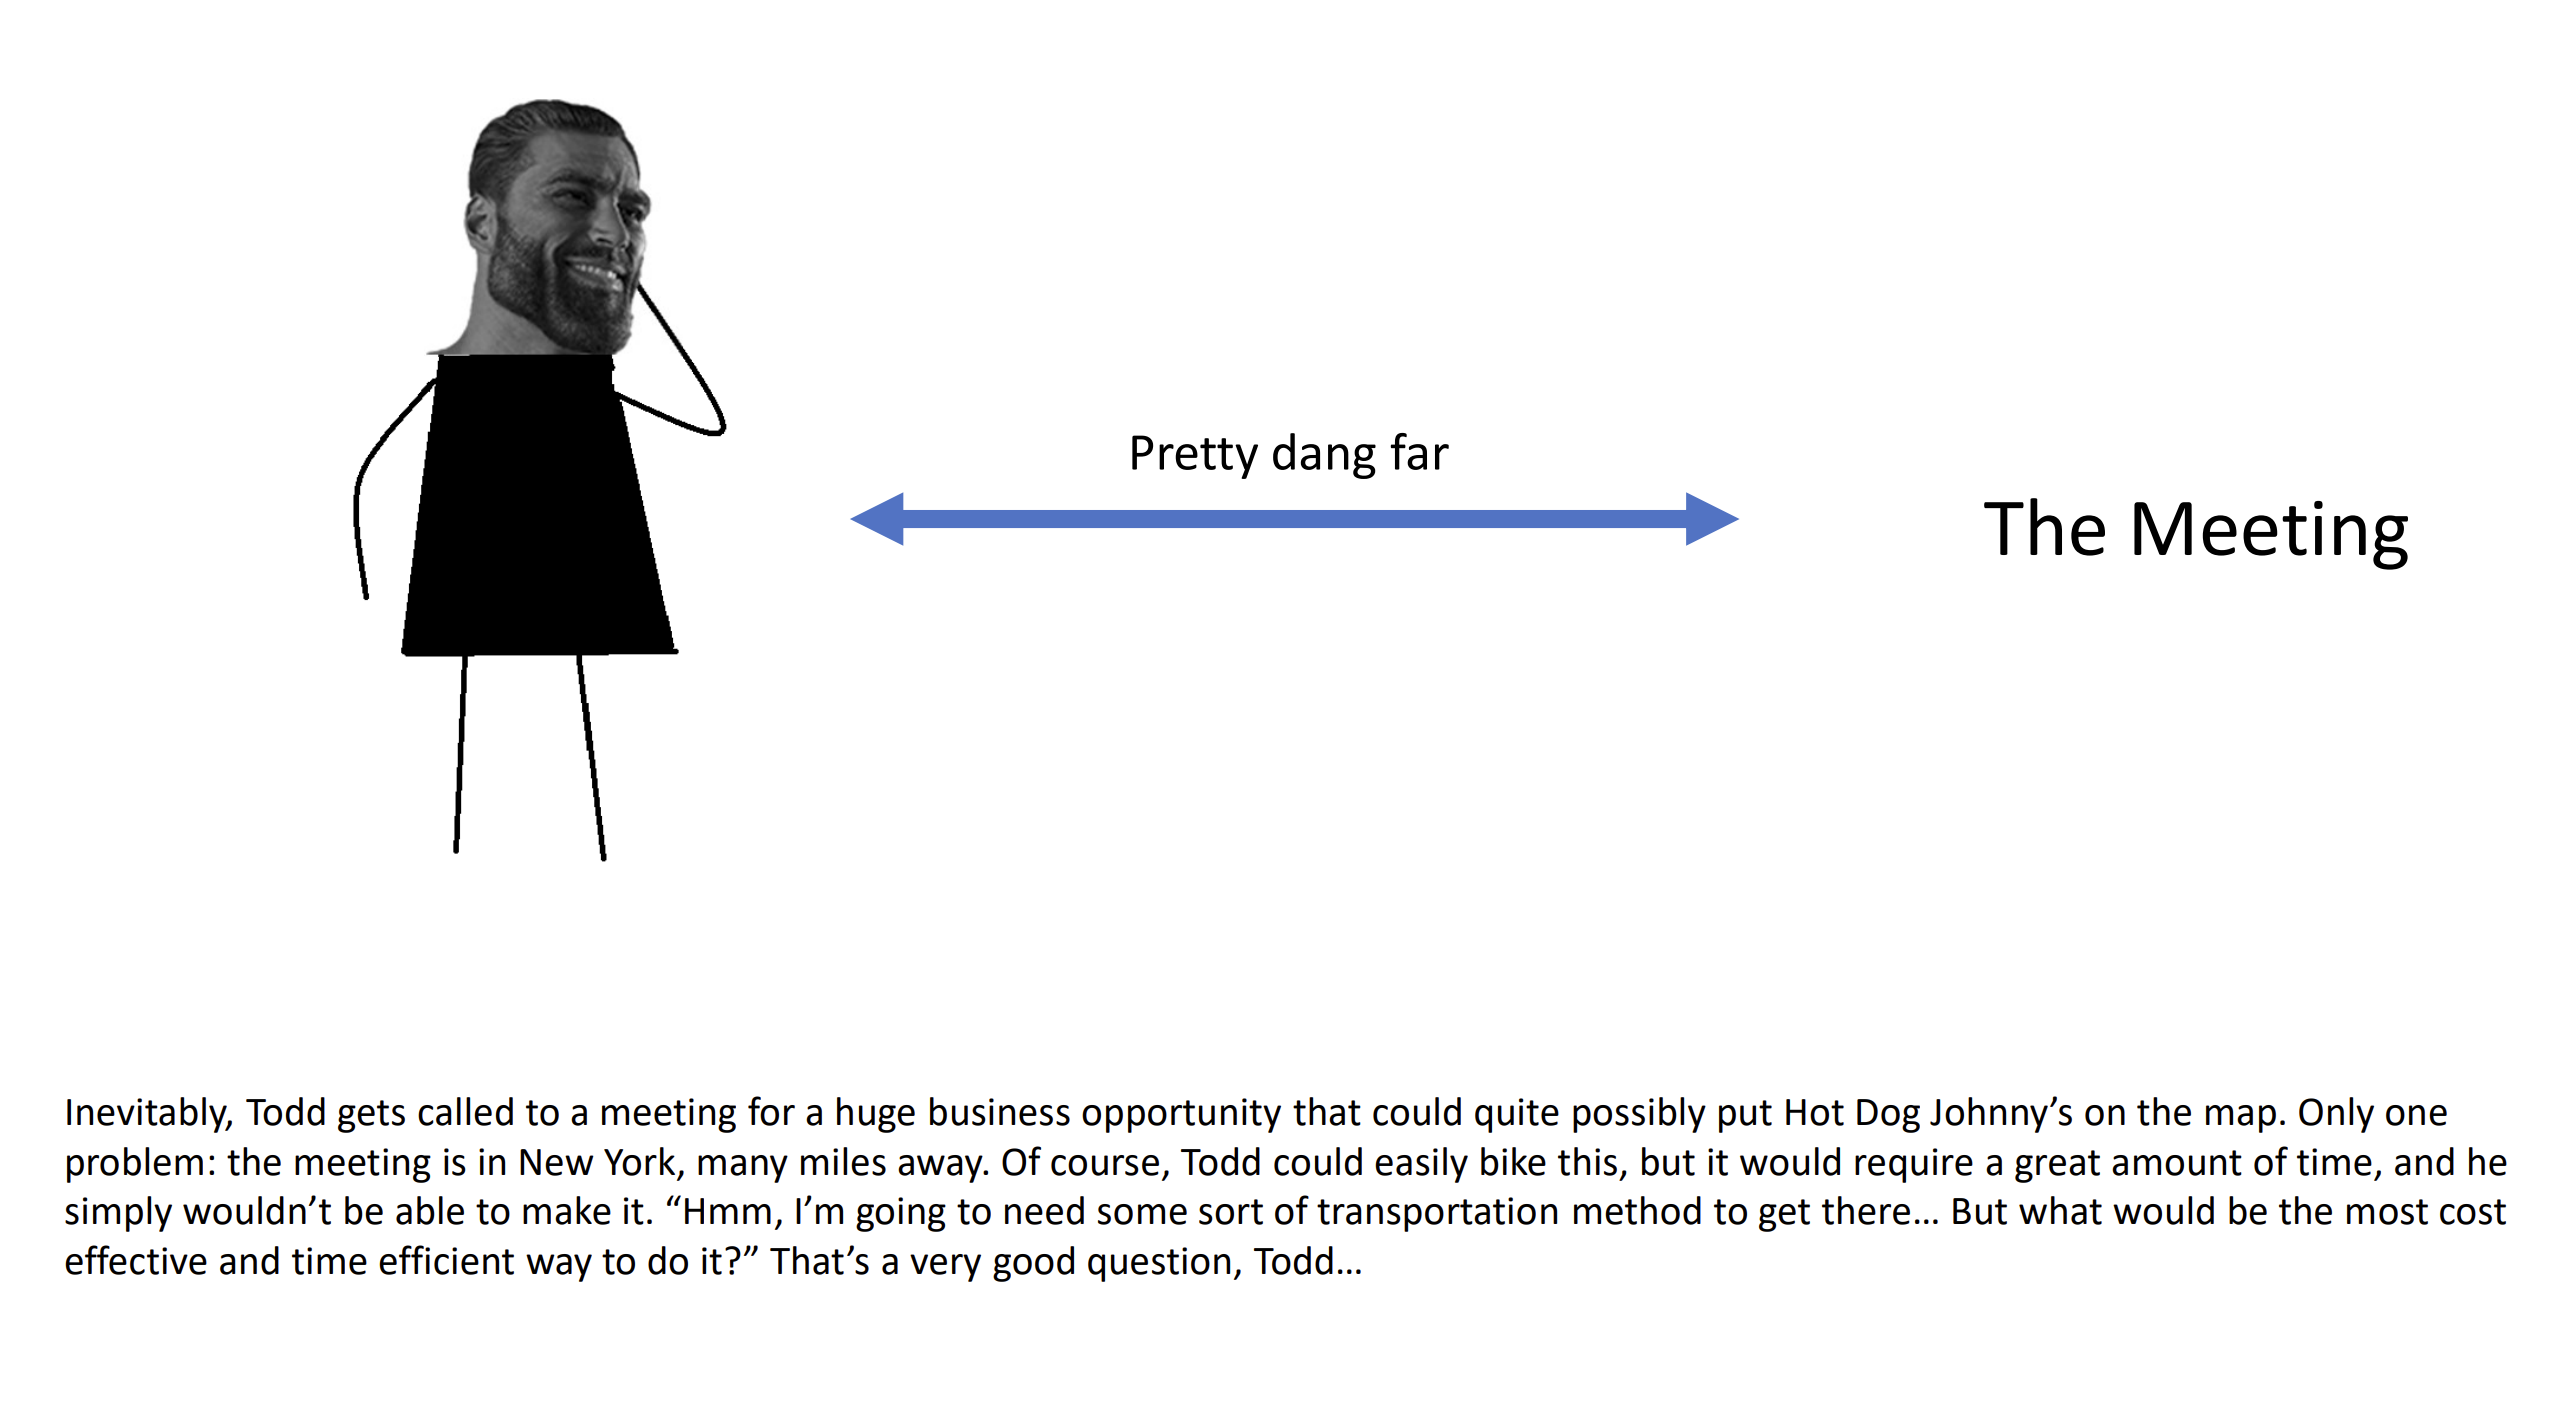 Pretty dang far
The Meeting
Inevitably, Todd gets called to a meeting for a huge business opportunity that could quite possibly put Hot Dog Johnny’s on the map. Only one
problem: the meeting is in New York, many miles away. Of course, Todd could easily bike this, but it would require a great amount of time, and he
simply wouldn’t be able to make it. “Hmm, I’m going to need some sort of transportation method to get there… But what would be the most cost
effective and time efficient way to do it?” That’s a very good question, Todd…